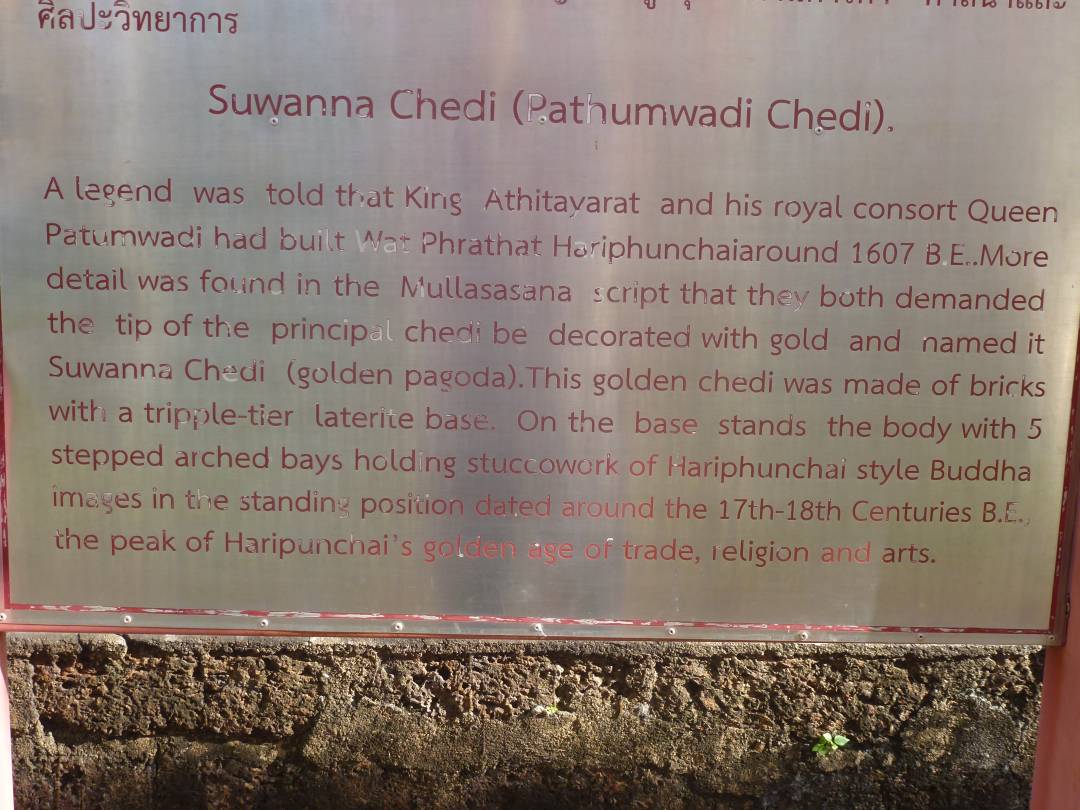 ศิลปะวิทยาการ
Suwanna Chedi (Pathumwadi Chedi).
A legend was told that King Athitayarat and his royal consort Queen
Patumwadi had built Wat Phrathat Hariphunchaiaround 1607 B.E..More
detail was found in the Mullasasana script that they both demanded
the tip of the principal chedi be decorated with gold and named it
Suwanna Chedi (golden pagoda).This golden chedi was made of bricks
with a tripple-tier laterite base. On the base stands the body with 5
stepped arched bays holding stuccowork of Hariphunchai style Buddha
images in the standing position dated around the 17th-18th Centuries B.E.,
the peak of Haripunchai's golden age of trade, religion and arts.